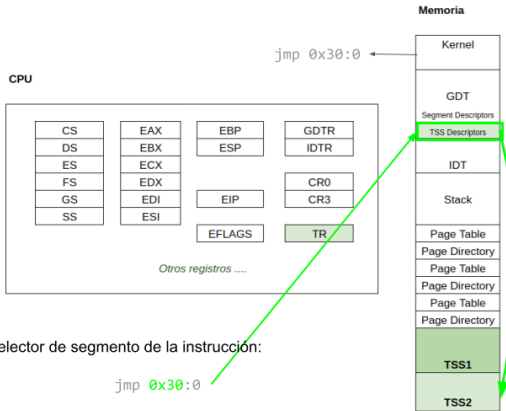 Memoria
Kernel
jmp 0x30:0
CPU
GDT
Segment Descriptors
TSS Descriptors
CS EAX EBP GDTR
DS EBX ESP IDTR
ES ECX
FS EDX CR0
GS EDI EIP CR3
SS ESI
EFLAGS TR
Otros registros ....
IDT
Stack
Page Table
Page Directory
Page Table
Page Directory
Page Table
Page Directory
TSS1
TSS2
elector de segmento de la instrucción:
jmp 0x30:0